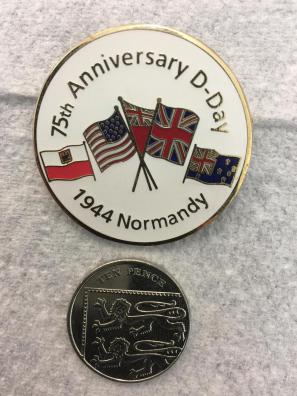 75th Anniversary D-Day
1944 Normandy
TEN PENCE